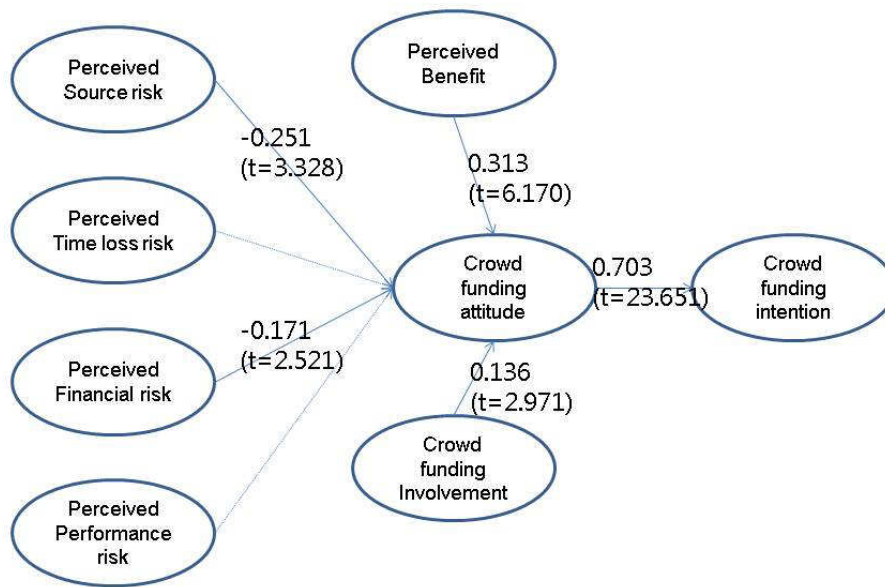 Perceived
Source risk
Perceived
Benefit
-0.251
(t=3.328)
0.313
(t=6.170)
Perceived
Time loss risk
Crowd
funding
attitude
0.703
(t=23.651)
Crowd
funding
intention
Perceived
Financial risk
-0.171
(t=2.521)
0.136
(t=2.971)
Crowd
funding
Involvement
Perceived
Performance
risk